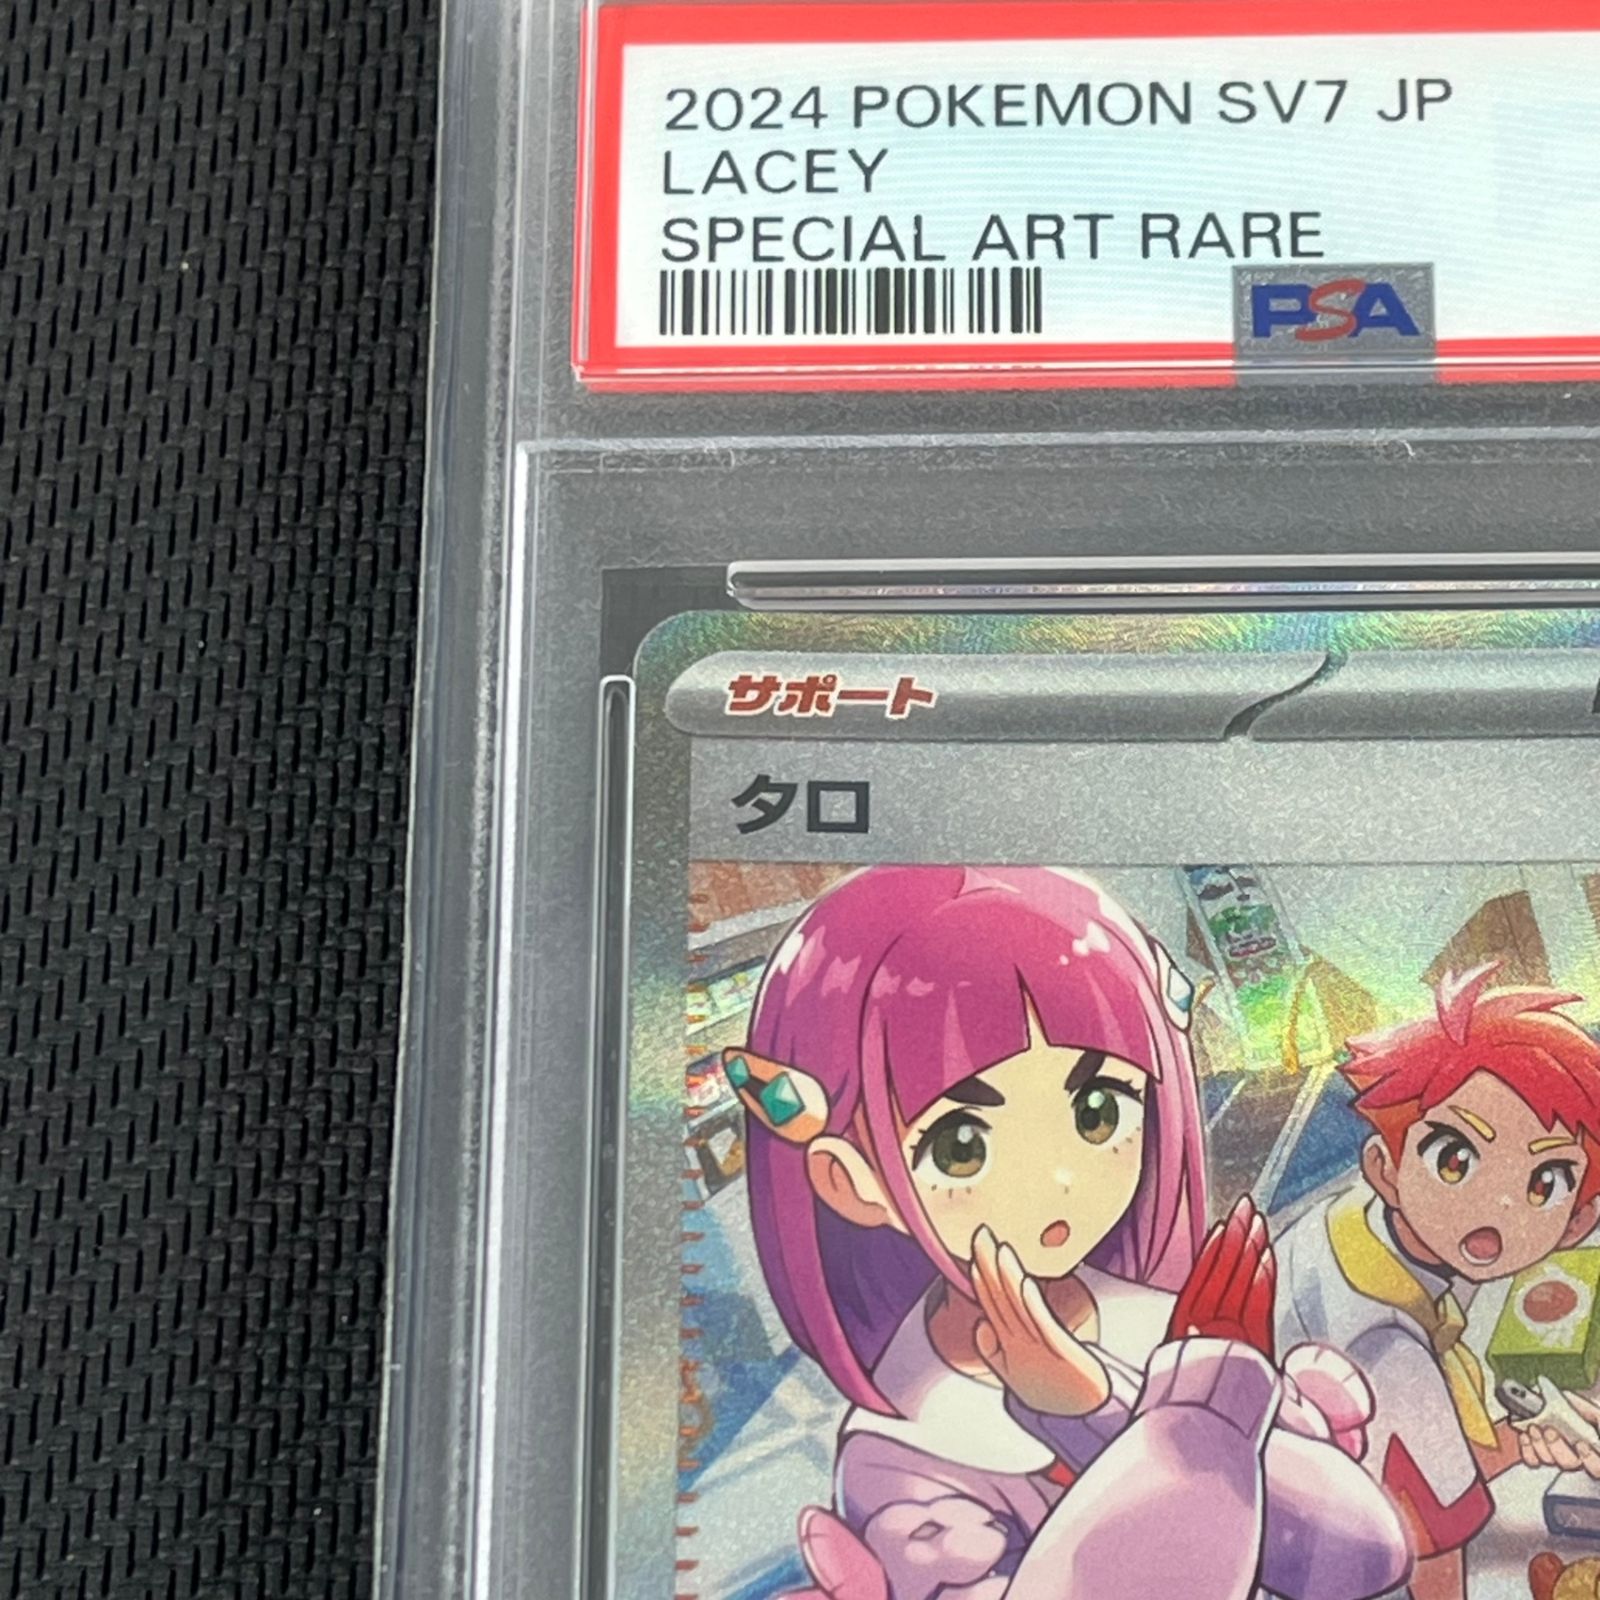 2024 POKEMON SV7 JP
LACEY
SPECIAL ART RARE
PSA
サポート
タロ